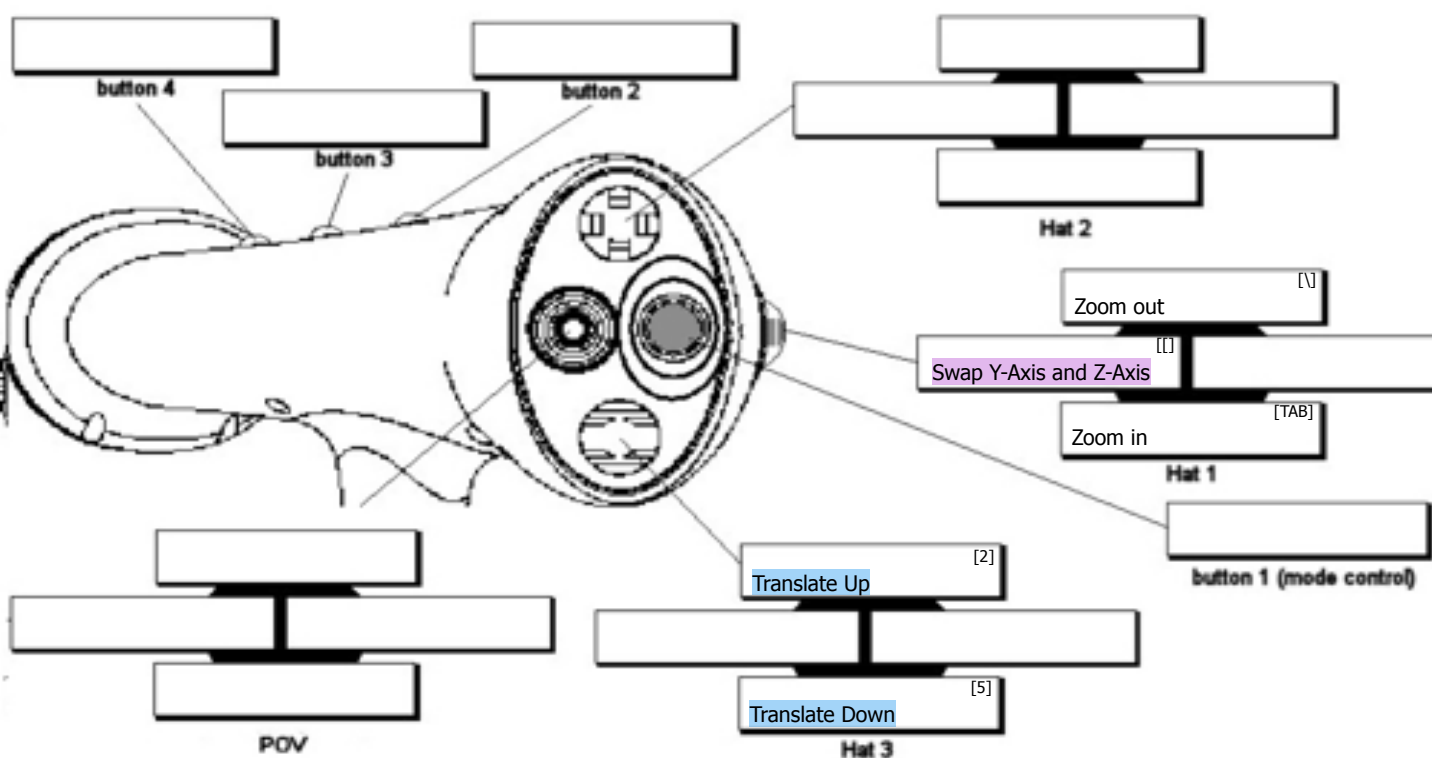 button 4
button 2
button 3
Hat 2
[\]
Zoom out
[[]
Swap Y-Axis and Z-Axis
[TAB]
Zoom in
Hat 1
button 1 (mode control)
[2]
Translate Up
[5]
Translate Down
POV
Hat 3